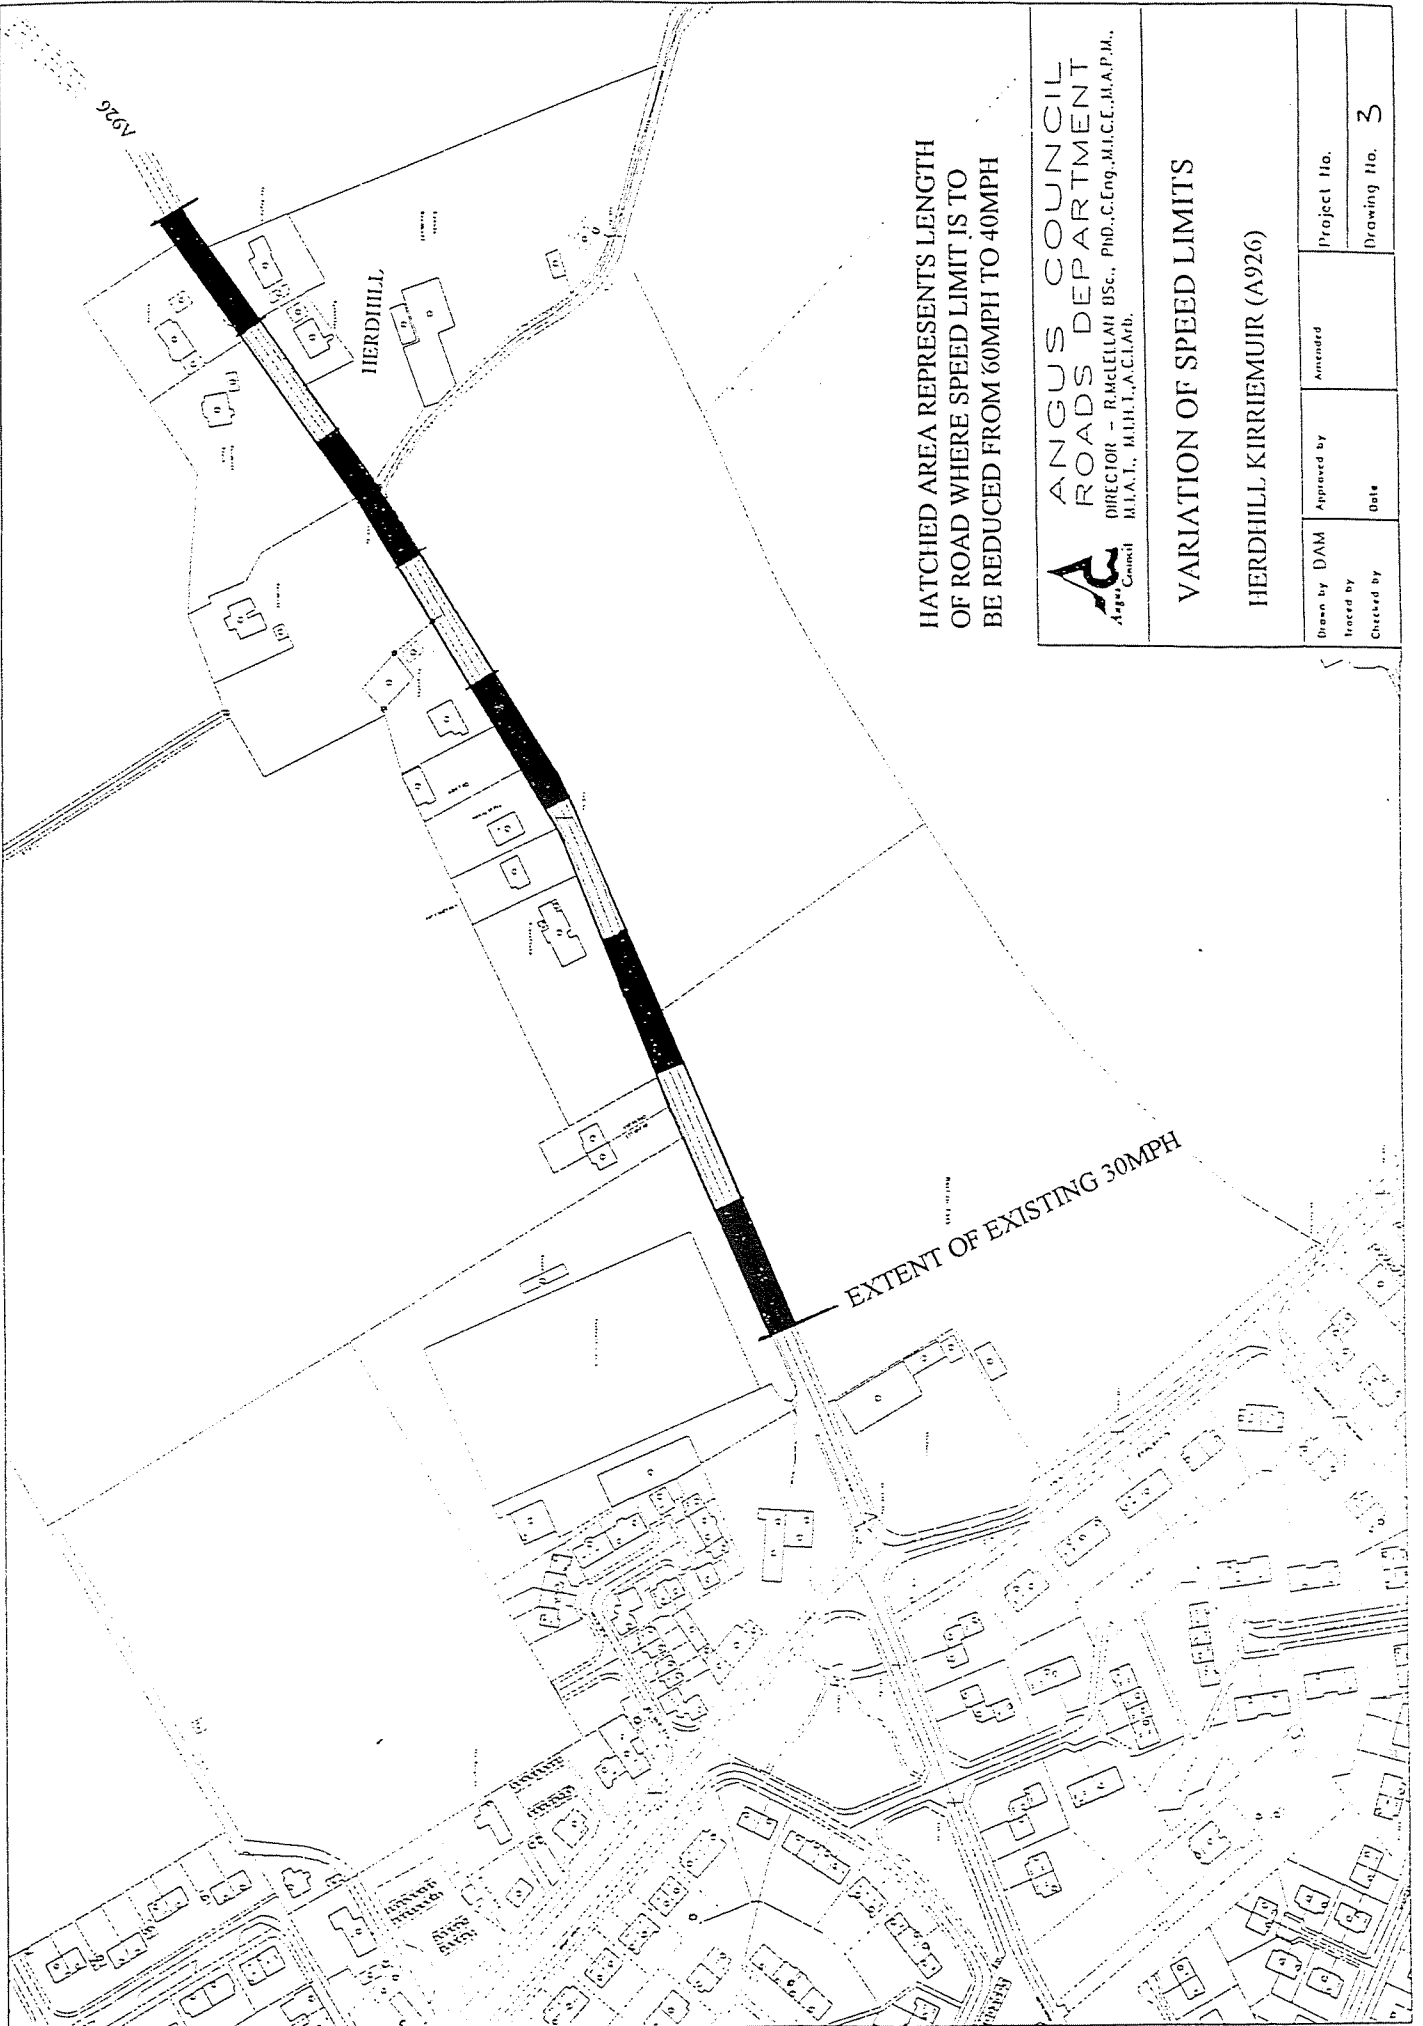 A926
HERDHILL
EXTENT OF EXISTING 30MPH
HATCHED AREA REPRESENTS LENGTH
OF ROAD WHERE SPEED LIMIT IS TO
BE REDUCED FROM 60MPH TO 40MPH
Angus Council
ANGUS COUNCIL
ROADS DEPARTMENT
DIRECTOR - R.McLELLAN BSc., PhD., C.Eng., M.I.C.E., M.A.P.M.,
M.I.A.T., M.I.H.T., A.C.I.Arb.
VARIATION OF SPEED LIMITS
HERDHILL KIRRIEMUIR (A926)
Drawn by DAM
Traced by
Checked by
Approved by
Date
Amended
Project No.
Drawing No. 3